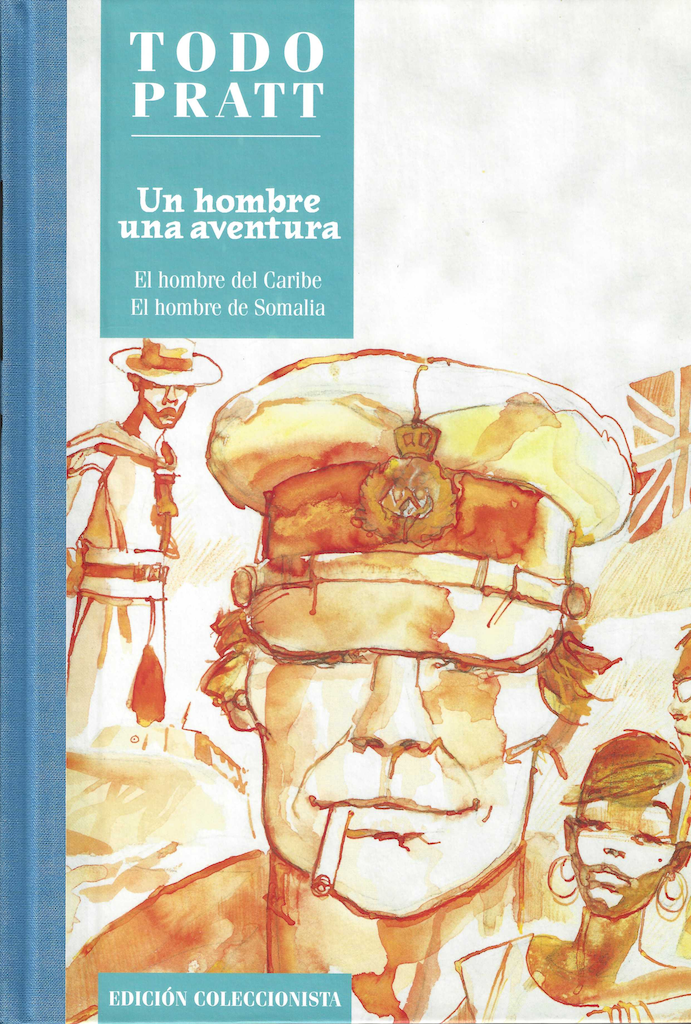 TODO
PRATT
Un hombre
una aventura
El hombre del Caribe
El hombre de Somalia
EDICIÓN COLECCIONISTA